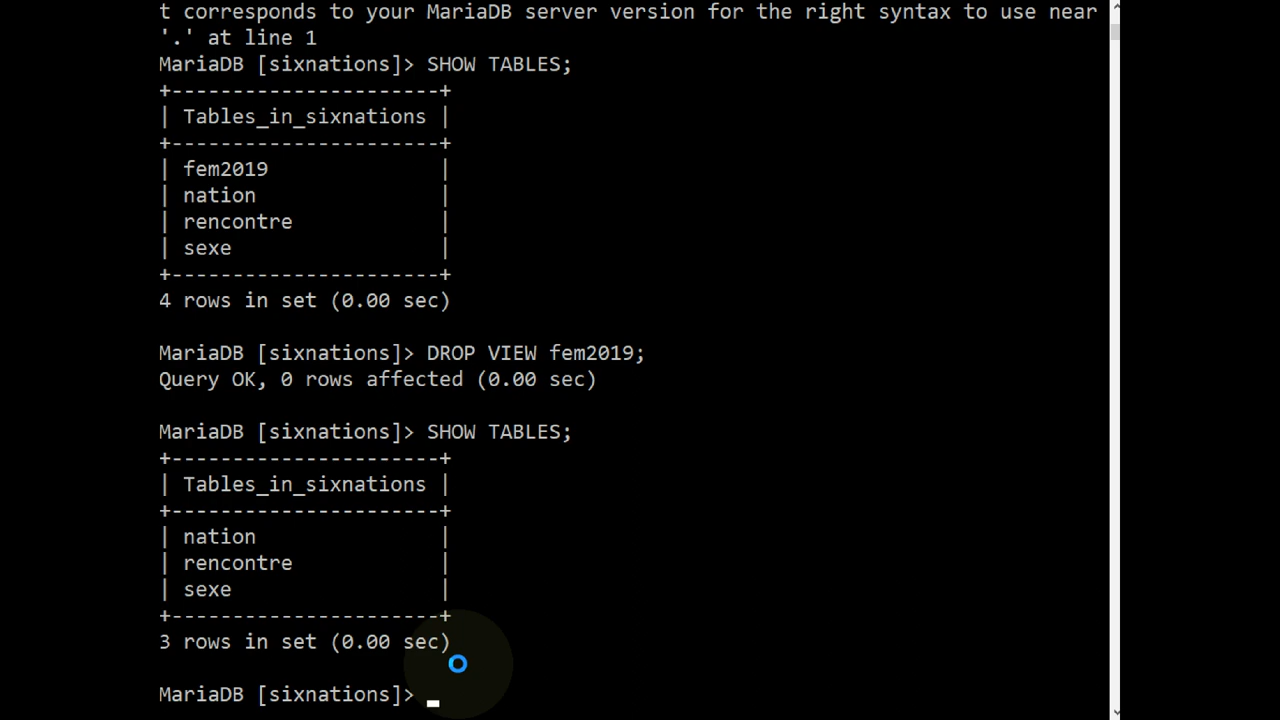 t corresponds to your MariaDB server version for the right syntax to use near
'.' at line 1
MariaDB [sixnations]> SHOW TABLES;
+----------------------+
| Tables_in_sixnations |
+----------------------+
| fem2019              |
| nation               |
| rencontre            |
| sexe                 |
+----------------------+
4 rows in set (0.00 sec)
MariaDB [sixnations]> DROP VIEW fem2019;
Query OK, 0 rows affected (0.00 sec)
MariaDB [sixnations]> SHOW TABLES;
+----------------------+
| Tables_in_sixnations |
+----------------------+
| nation               |
| rencontre            |
| sexe                 |
+----------------------+
3 rows in set (0.00 sec)
MariaDB [sixnations]>